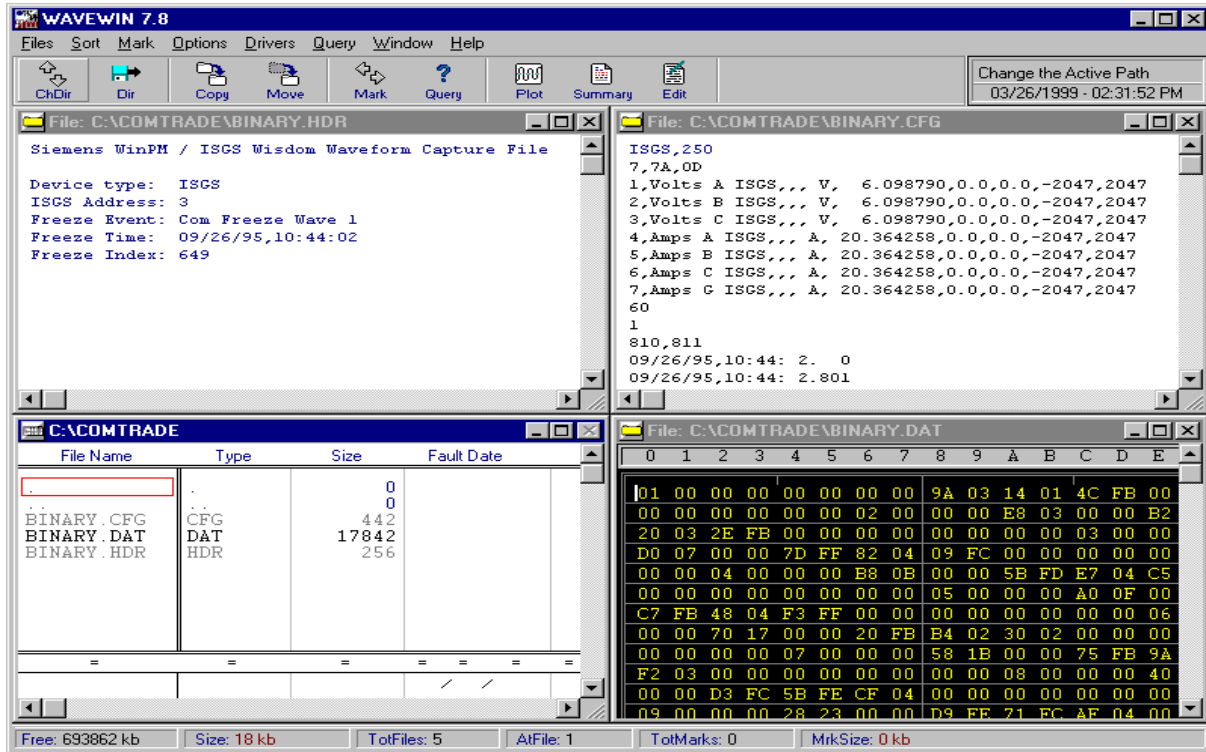 WAVEWIN 7.8
Files Sort Mark Options Drivers Query Window Help
ChDir Dir Copy Move Mark Query Plot Summary Edit
Change the Active Path
03/26/1999 - 02:31:52 PM
File: C:\COMTRADE\BINARY.HDR
Siemens WinPM / ISGS Wisdom Waveform Capture File
Device type: ISGS
ISGS Address: 3
Freeze Event: Com Freeze Wave 1
Freeze Time: 09/26/95,10:44:02
Freeze Index: 649
File: C:\COMTRADE\BINARY.CFG
ISGS,250
7,7A,0D
1,Volts A ISGS,,, V, 6.098790,0.0,0.0,-2047,2047
2,Volts B ISGS,,, V, 6.098790,0.0,0.0,-2047,2047
3,Volts C ISGS,,, V, 6.098790,0.0,0.0,-2047,2047
4,Amps A ISGS,,, A, 20.364258,0.0,0.0,-2047,2047
5,Amps B ISGS,,, A, 20.364258,0.0,0.0,-2047,2047
6,Amps C ISGS,,, A, 20.364258,0.0,0.0,-2047,2047
7,Amps G ISGS,,, A, 20.364258,0.0,0.0,-2047,2047
60
1
810,811
09/26/95,10:44: 2. 0
09/26/95,10:44: 2.801
C:\COMTRADE
File Name Type Size Fault Date
. . 0
.. .. 0
BINARY.CFG CFG 442
BINARY.DAT DAT 17842
BINARY.HDR HDR 256
= = = = = = =
/ /
File: C:\COMTRADE\BINARY.DAT
0 1 2 3 4 5 6 7 8 9 A B C D E
01 00 00 00 00 00 00 00 9A 03 14 01 4C FB 00
00 00 00 00 00 00 02 00 00 00 E8 03 00 00 B2
20 03 2E FB 00 00 00 00 00 00 00 00 03 00 00
D0 07 00 00 7D FF 82 04 09 FC 00 00 00 00 00
00 00 04 00 00 00 B8 0B 00 00 5B FD E7 04 C5
00 00 00 00 00 00 00 00 05 00 00 00 A0 0F 00
C7 FB 48 04 F3 FF 00 00 00 00 00 00 00 00 06
00 00 70 17 00 00 20 FB B4 02 30 02 00 00 00
00 00 00 00 07 00 00 00 58 1B 00 00 75 FB 9A
F2 03 00 00 00 00 00 00 00 00 08 00 00 00 40
00 00 D3 FC 5B FE CF 04 00 00 00 00 00 00 00
09 00 00 00 28 23 00 00 D9 FE 71 FC AF 04 00
Free: 693862 kb Size: 18 kb TotFiles: 5 AtFile: 1 TotMarks: 0 MrkSize: 0 kb